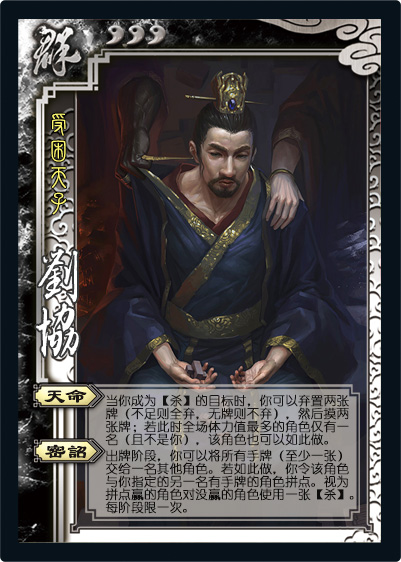 群
受困天子
劉協
天命
当你成为【杀】的目标时，你可以弃置两张
牌（不足则全弃，无牌则不弃），然后摸两
张牌；若此时全场体力值最多的角色仅有一
名（且不是你），该角色也可以如此做。
密詔
出牌阶段，你可以将所有手牌（至少一张）
交给一名其他角色。若如此做，你令该角色
与你指定的另一名有手牌的角色拼点。视为
拼点赢的角色对没赢的角色使用一张【杀】。
每阶段限一次。